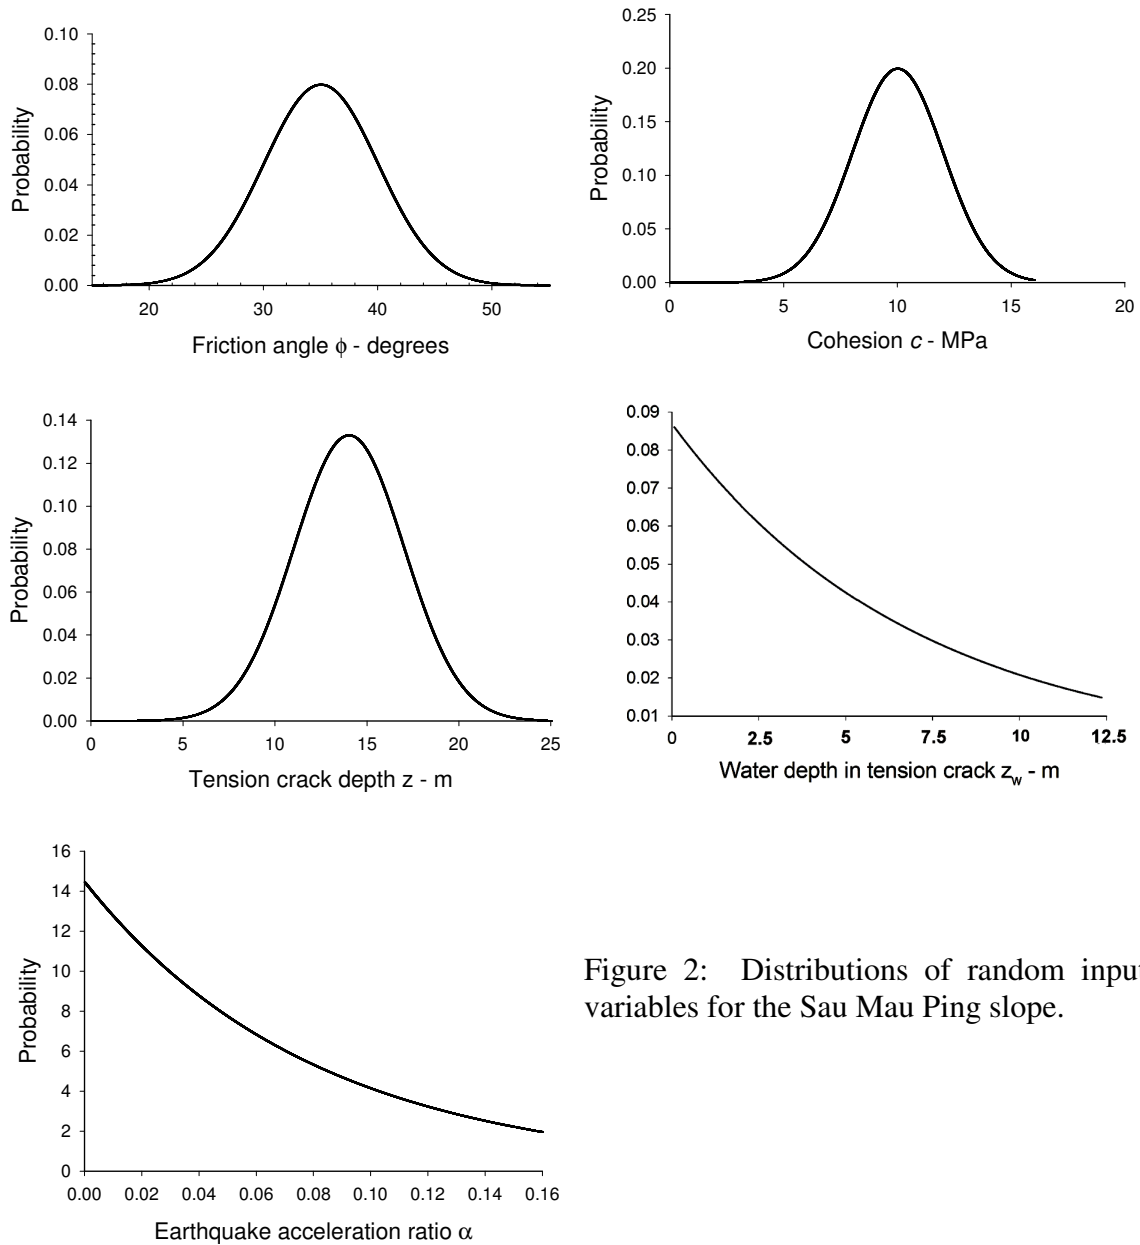 0.10
0.08
0.06
0.04
0.02
0.00
Probability
20 30 40 50
Friction angle ϕ - degrees
0.25
0.20
0.15
0.10
0.05
0.00
Probability
0 5 10 15 20
Cohesion c - MPa
0.14
0.12
0.10
0.08
0.06
0.04
0.02
0.00
Probability
0 5 10 15 20 25
Tension crack depth z - m
0.09
0.08
0.07
0.06
0.05
0.04
0.03
0.02
0.01
0 2.5 5 7.5 10 12.5
Water depth in tension crack z_w - m
16
14
12
10
8
6
4
2
0
Probability
0.00 0.02 0.04 0.06 0.08 0.10 0.12 0.14 0.16
Earthquake acceleration ratio α
Figure 2: Distributions of random input
variables for the Sau Mau Ping slope.